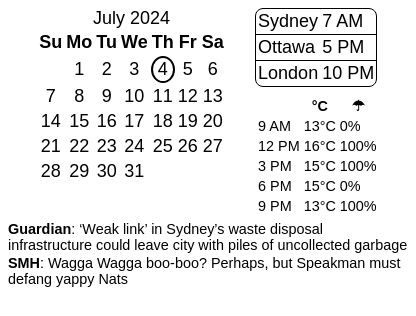 July 2024
Su Mo Tu We Th Fr Sa
1 2 3 4 5 6
7 8 9 10 11 12 13
14 15 16 17 18 19 20
21 22 23 24 25 26 27
28 29 30 31
Sydney 7 AM
Ottawa 5 PM
London 10 PM
°C ☂
9 AM 13°C 0%
12 PM 16°C 100%
3 PM 15°C 100%
6 PM 15°C 0%
9 PM 13°C 100%
Guardian: ‘Weak link’ in Sydney’s waste disposal
infrastructure could leave city with piles of uncollected garbage
SMH: Wagga Wagga boo-boo? Perhaps, but Speakman must
defang yappy Nats